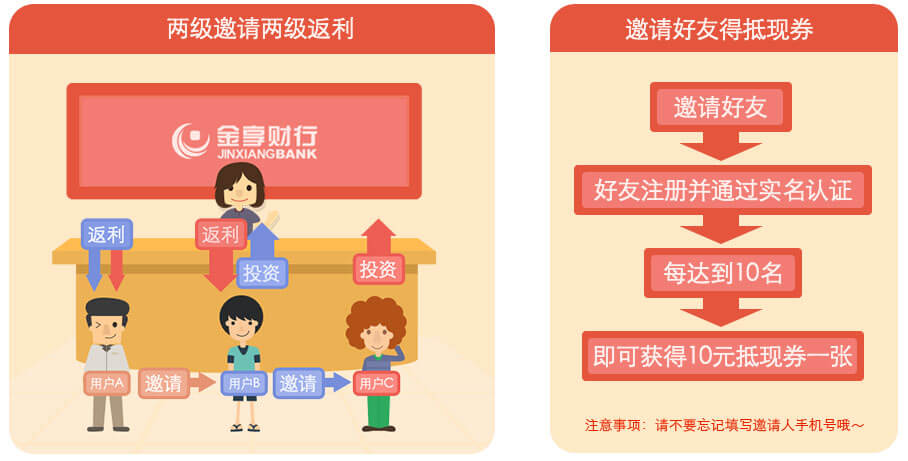 两级邀请两级返利
金享财行
JINXIANGBANK
返利
返利
投资
投资
用户A
邀请
用户B
邀请
用户C
邀请好友得抵现券
邀请好友
好友注册并通过实名认证
每达到10名
即可获得10元抵现券一张
注意事项：请不要忘记填写邀请人手机号哦～